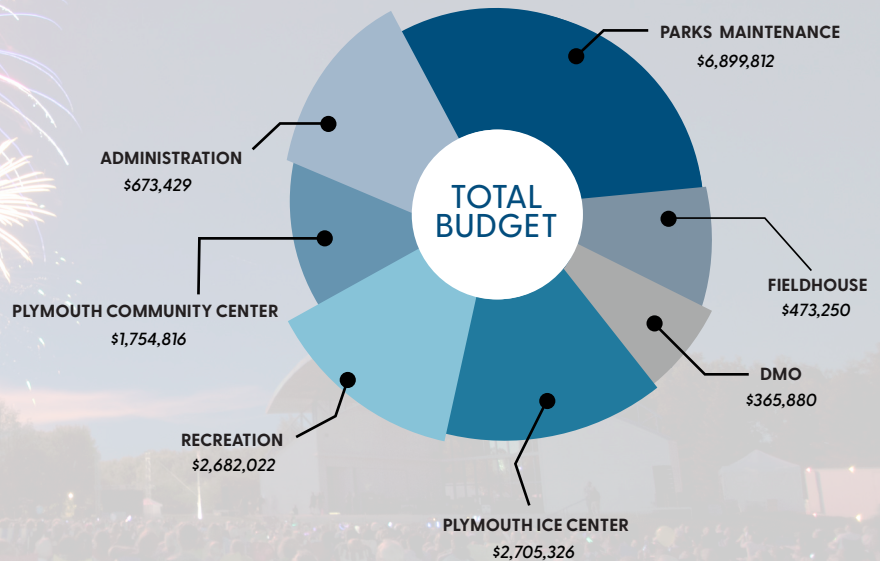 PARKS MAINTENANCE
$6,899,812
ADMINISTRATION
$673,429
TOTAL
BUDGET
FIELDHOUSE
$473,250
PLYMOUTH COMMUNITY CENTER
$1,754,816
DMO
$365,880
RECREATION
$2,682,022
PLYMOUTH ICE CENTER
$2,705,326